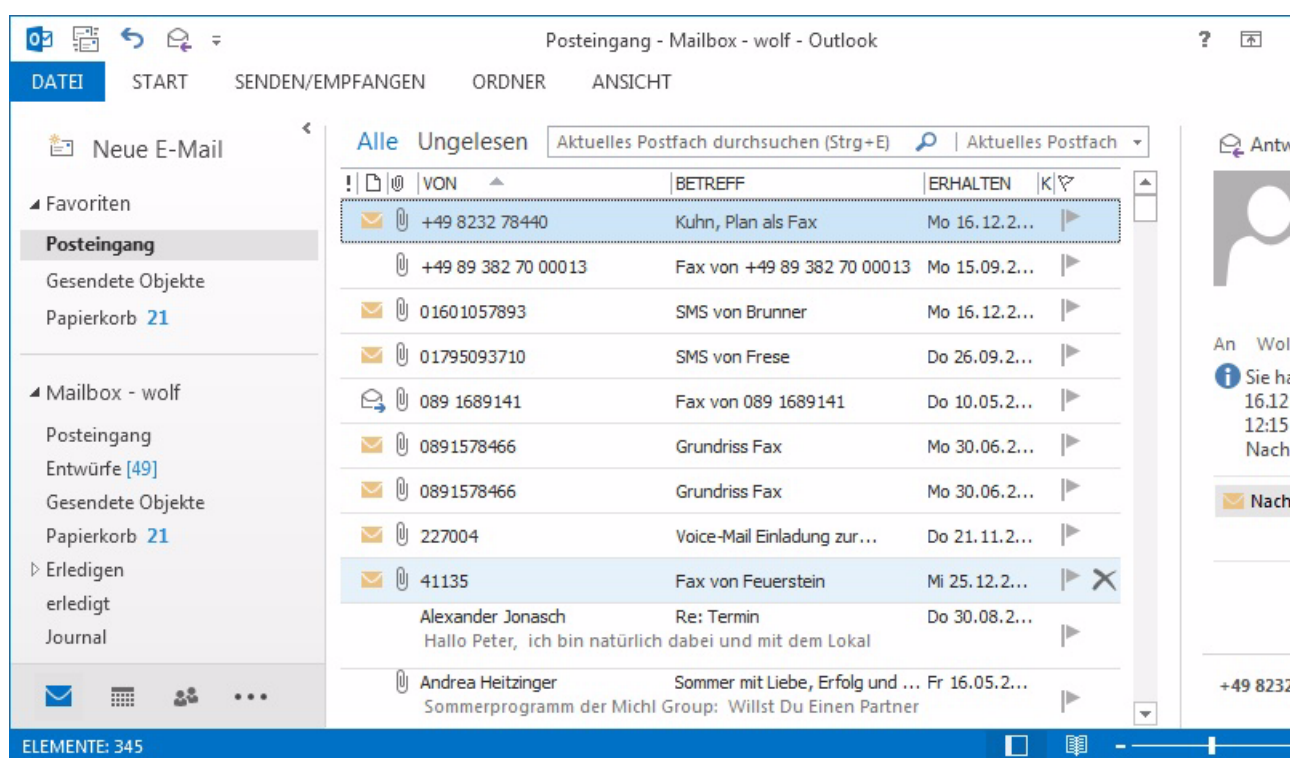 Posteingang - Mailbox - wolf - Outlook ?
DATEI START SENDEN/EMPFANGEN ORDNER ANSICHT
Neue E-Mail
Favoriten
Posteingang
Gesendete Objekte
Papierkorb 21
Mailbox - wolf
Posteingang
Entwürfe [49]
Gesendete Objekte
Papierkorb 21
Erledigen
erledigt
Journal
Alle Ungelesen Aktuelles Postfach durchsuchen (Strg+E) Aktuelles Postfach
! VON BETREFF ERHALTEN K
+49 8232 78440 Kuhn, Plan als Fax Mo 16.12.2...
+49 89 382 70 00013 Fax von +49 89 382 70 00013 Mo 15.09.2...
01601057893 SMS von Brunner Mo 16.12.2...
01795093710 SMS von Frese Do 26.09.2...
089 1689141 Fax von 089 1689141 Do 10.05.2...
0891578466 Grundriss Fax Mo 30.06.2...
0891578466 Grundriss Fax Mo 30.06.2...
227004 Voice-Mail Einladung zur... Do 21.11.2...
41135 Fax von Feuerstein Mi 25.12.2...
Alexander Jonasch Re: Termin Do 30.08.2...
Hallo Peter, ich bin natürlich dabei und mit dem Lokal
Andrea Heitzinger Sommer mit Liebe, Erfolg und ... Fr 16.05.2...
Sommerprogramm der Michl Group: Willst Du Einen Partner
Antw
An Wol
Sie ha
16.12
12:15
Nach
Nach
+49 8232
ELEMENTE: 345